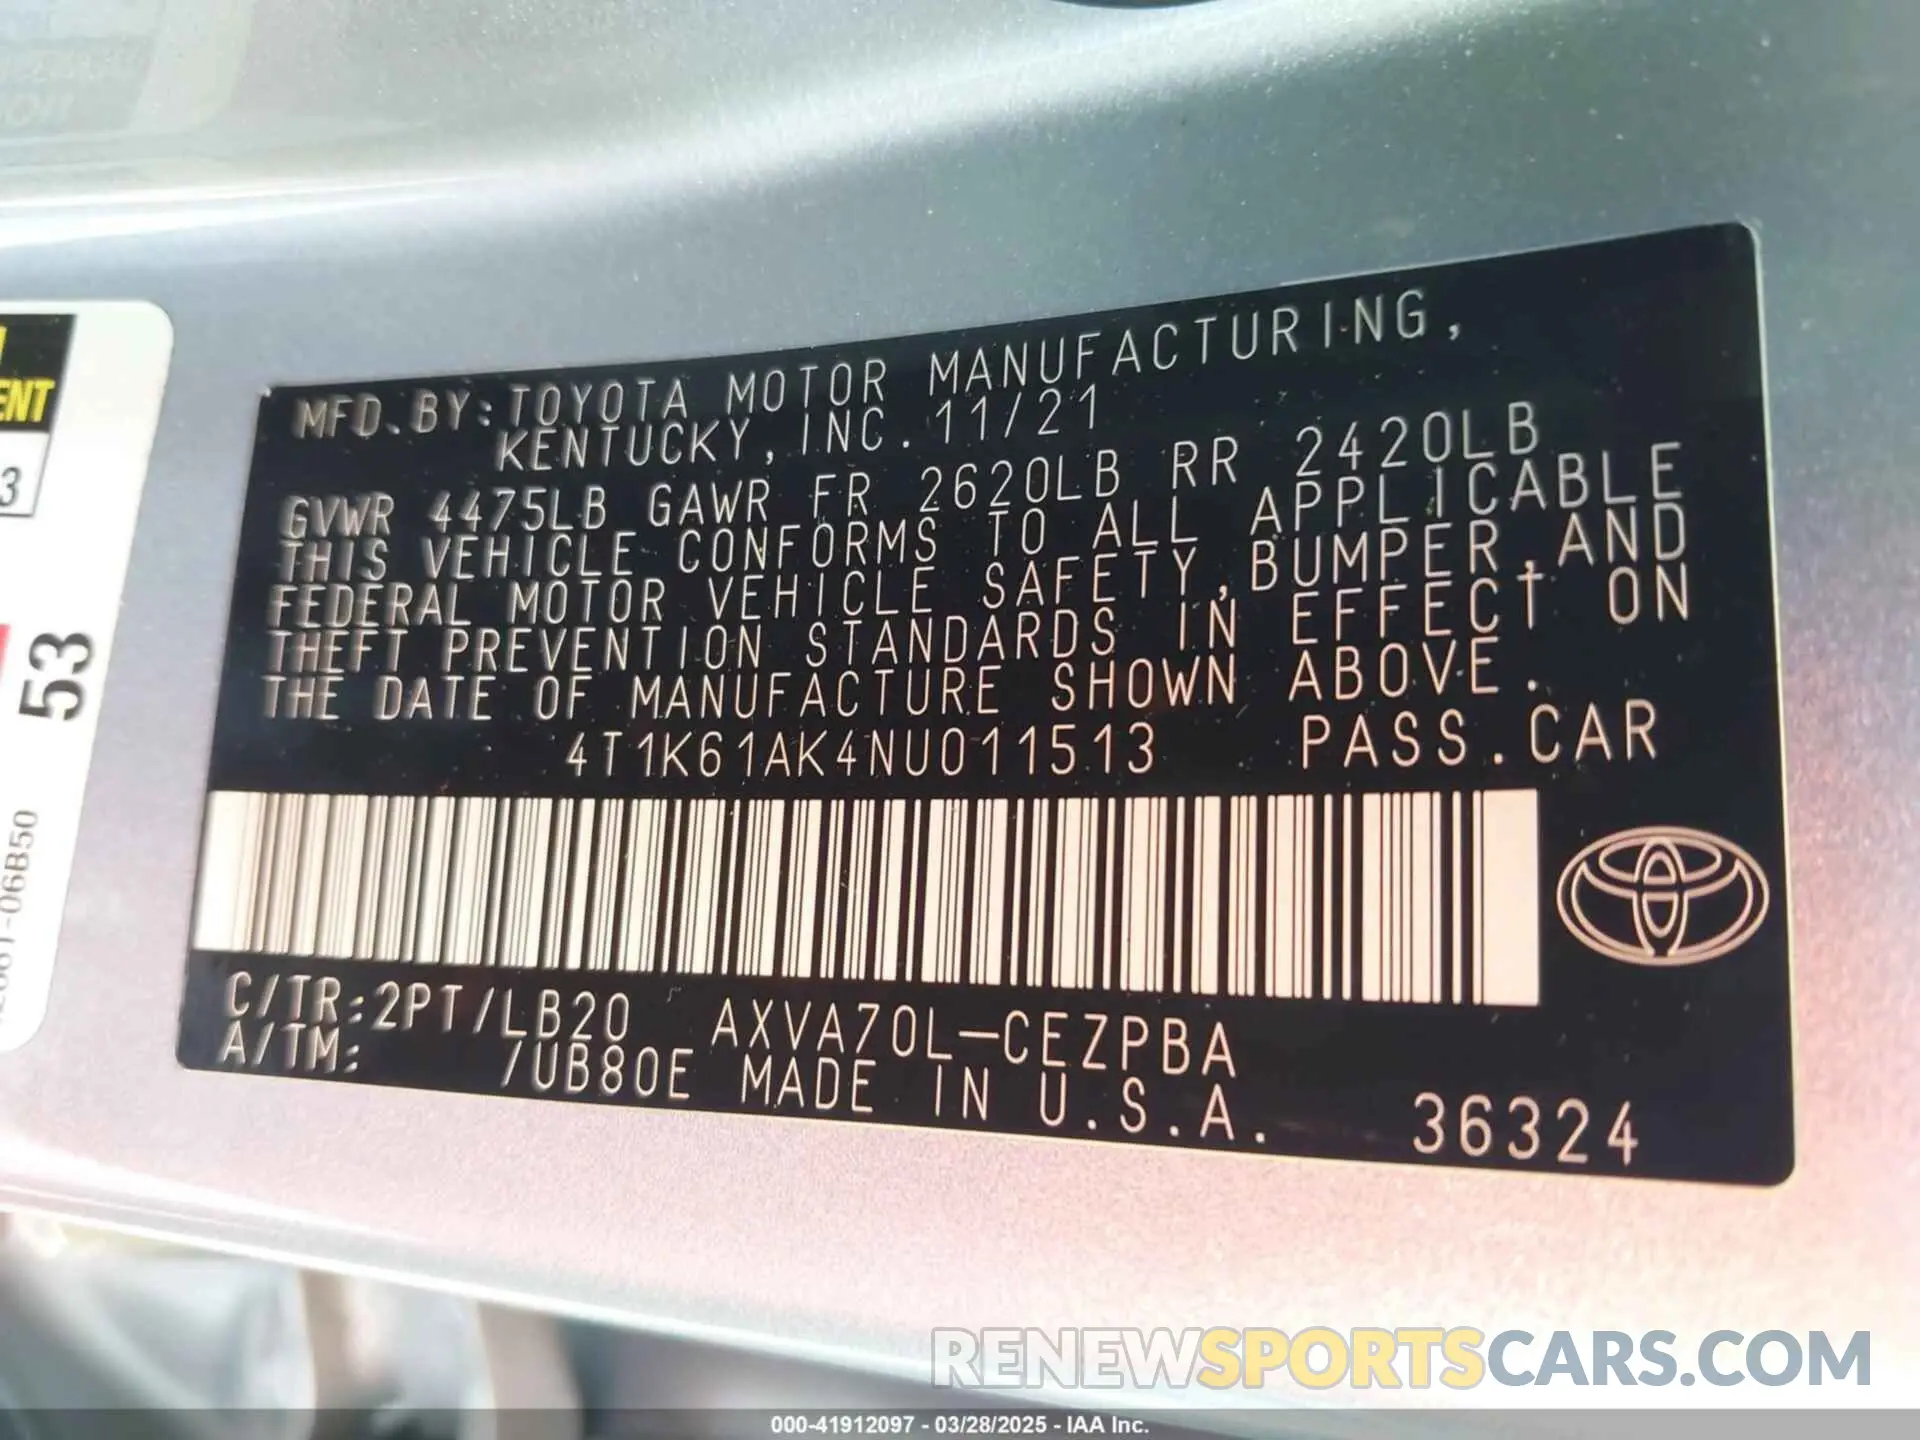 MFD.BY:TOYOTA MOTOR MANUFACTURING,
KENTUCKY, INC. 11/21
GVWR 4475LB GAWR FR 2620LB RR 2420LB
THIS VEHICLE CONFORMS TO ALL APPLICABLE
FEDERAL MOTOR VEHICLE SAFETY,BUMPER,AND
THEFT PREVENTION STANDARDS IN EFFECT ON
THE DATE OF MANUFACTURE SHOWN ABOVE.
4T1K61AK4NU011513 PASS.CAR
C/TR:2PT/LB20 AXVA70L-CEZPBA
A/TM: /UB80E MADE IN U.S.A.
36324
ENT
3
53
06B50
RENEWSPORTSCARS.COM
000-41912097 - 03/28/2025 - IAA Inc.